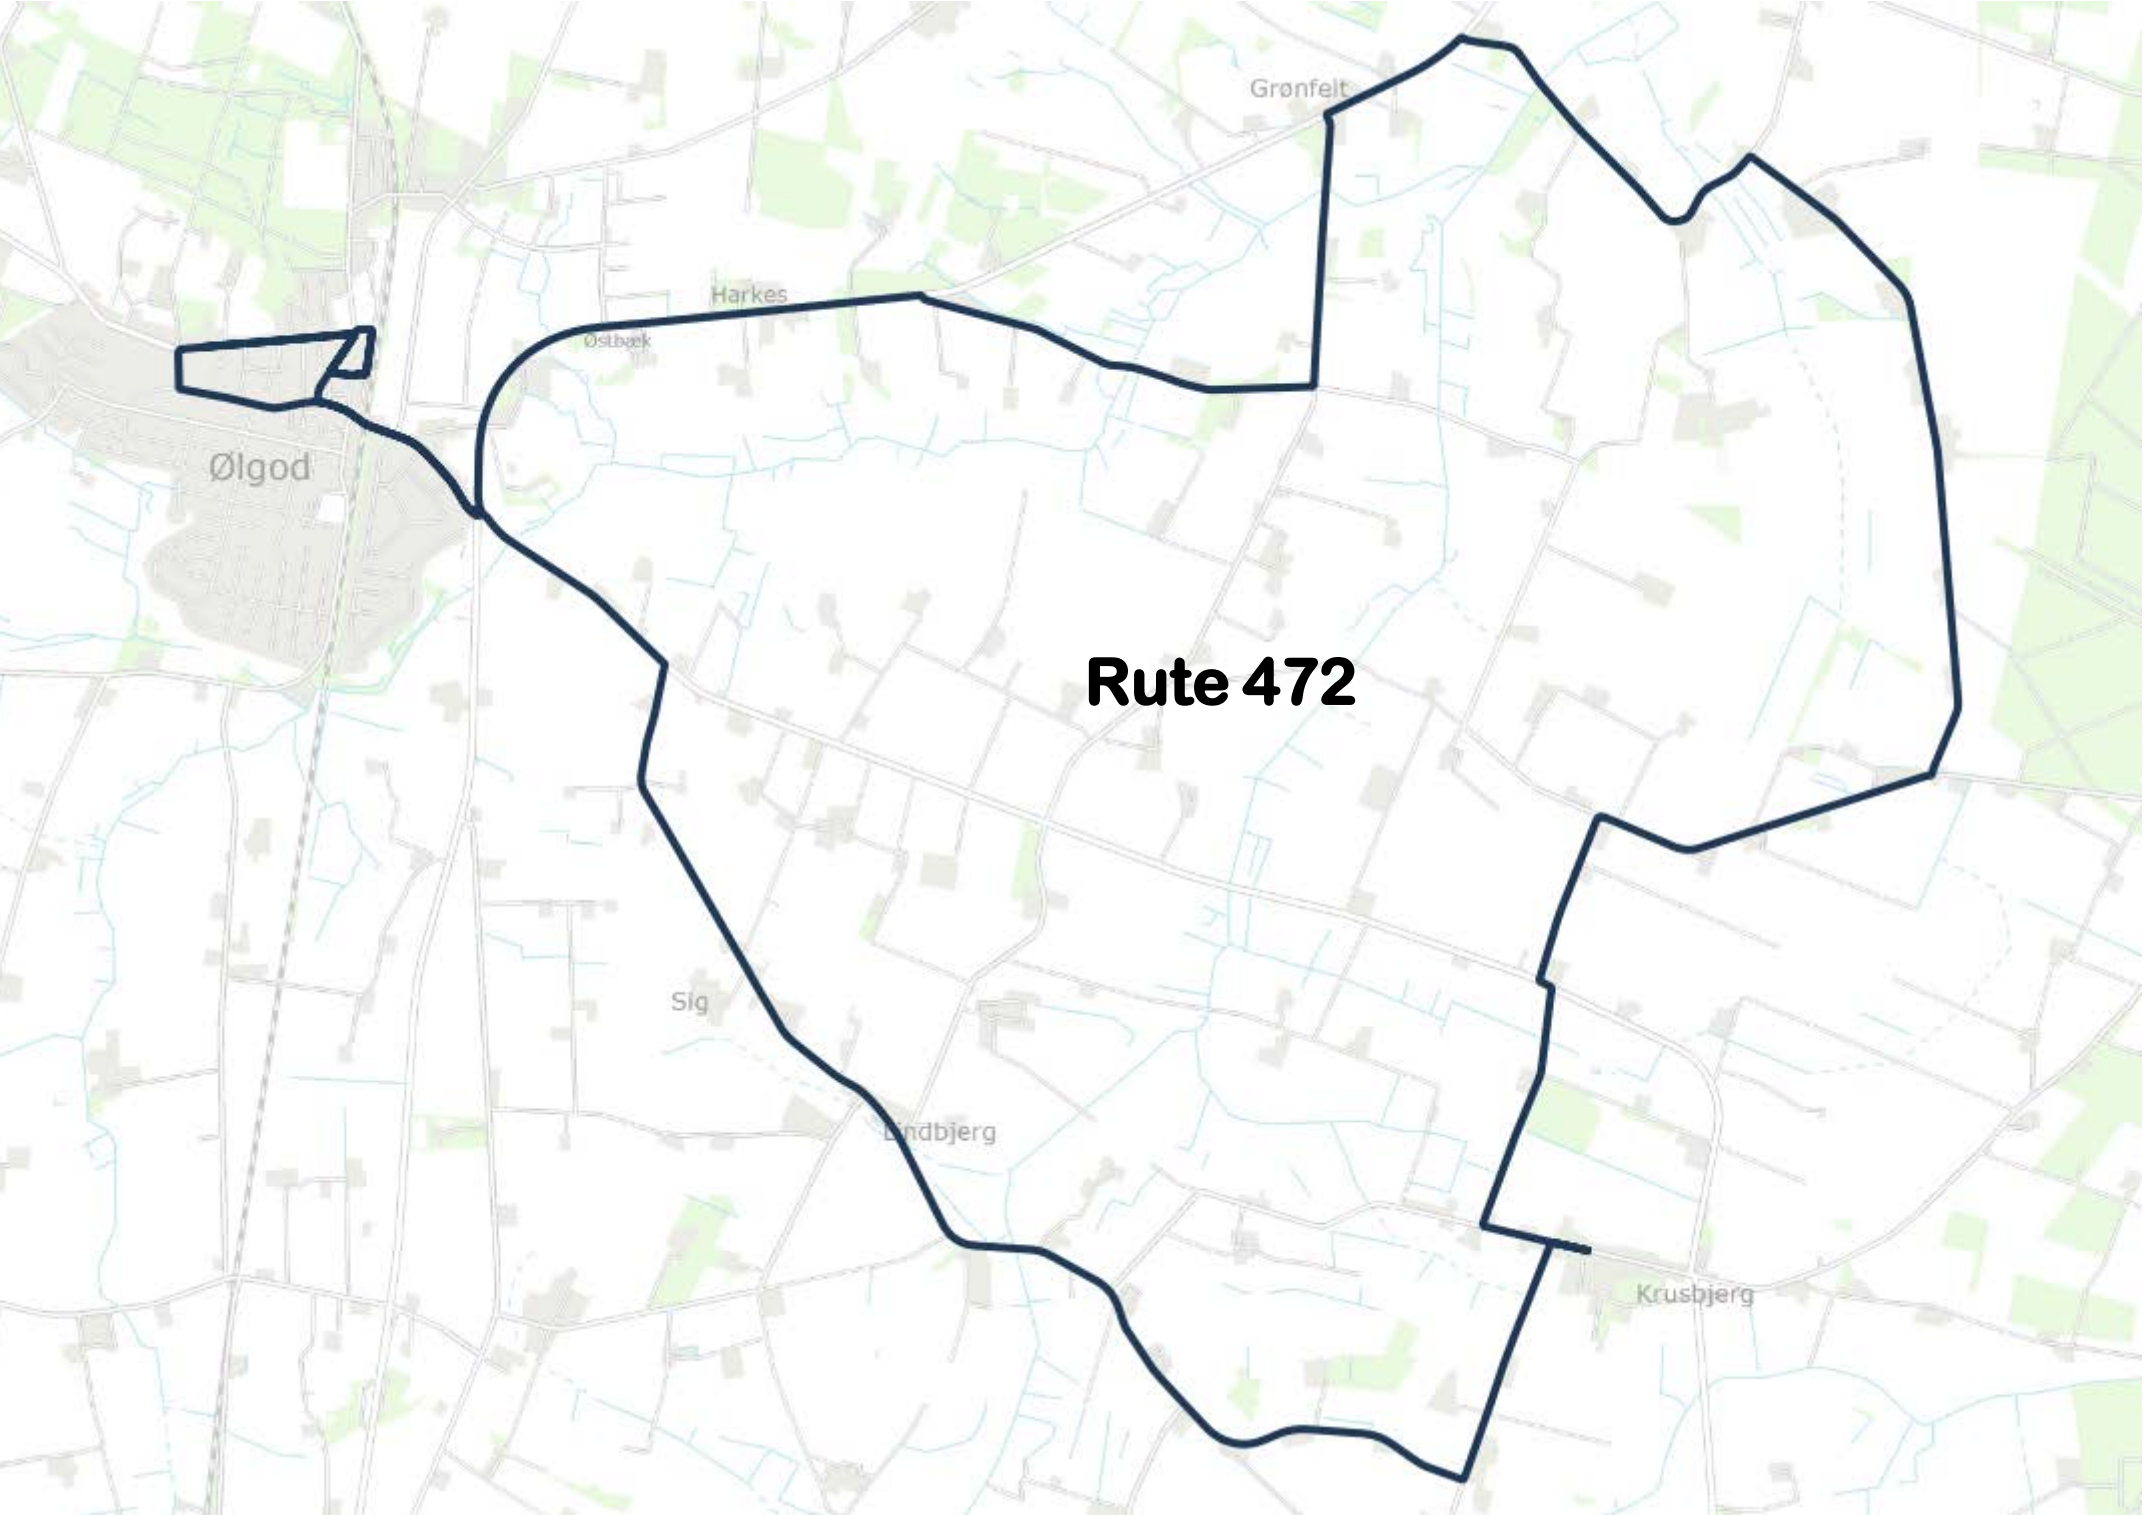 Grønfelt
Harkes
Østbæk
Ølgod
Rute 472
Sig
Lindbjerg
Krusbjerg